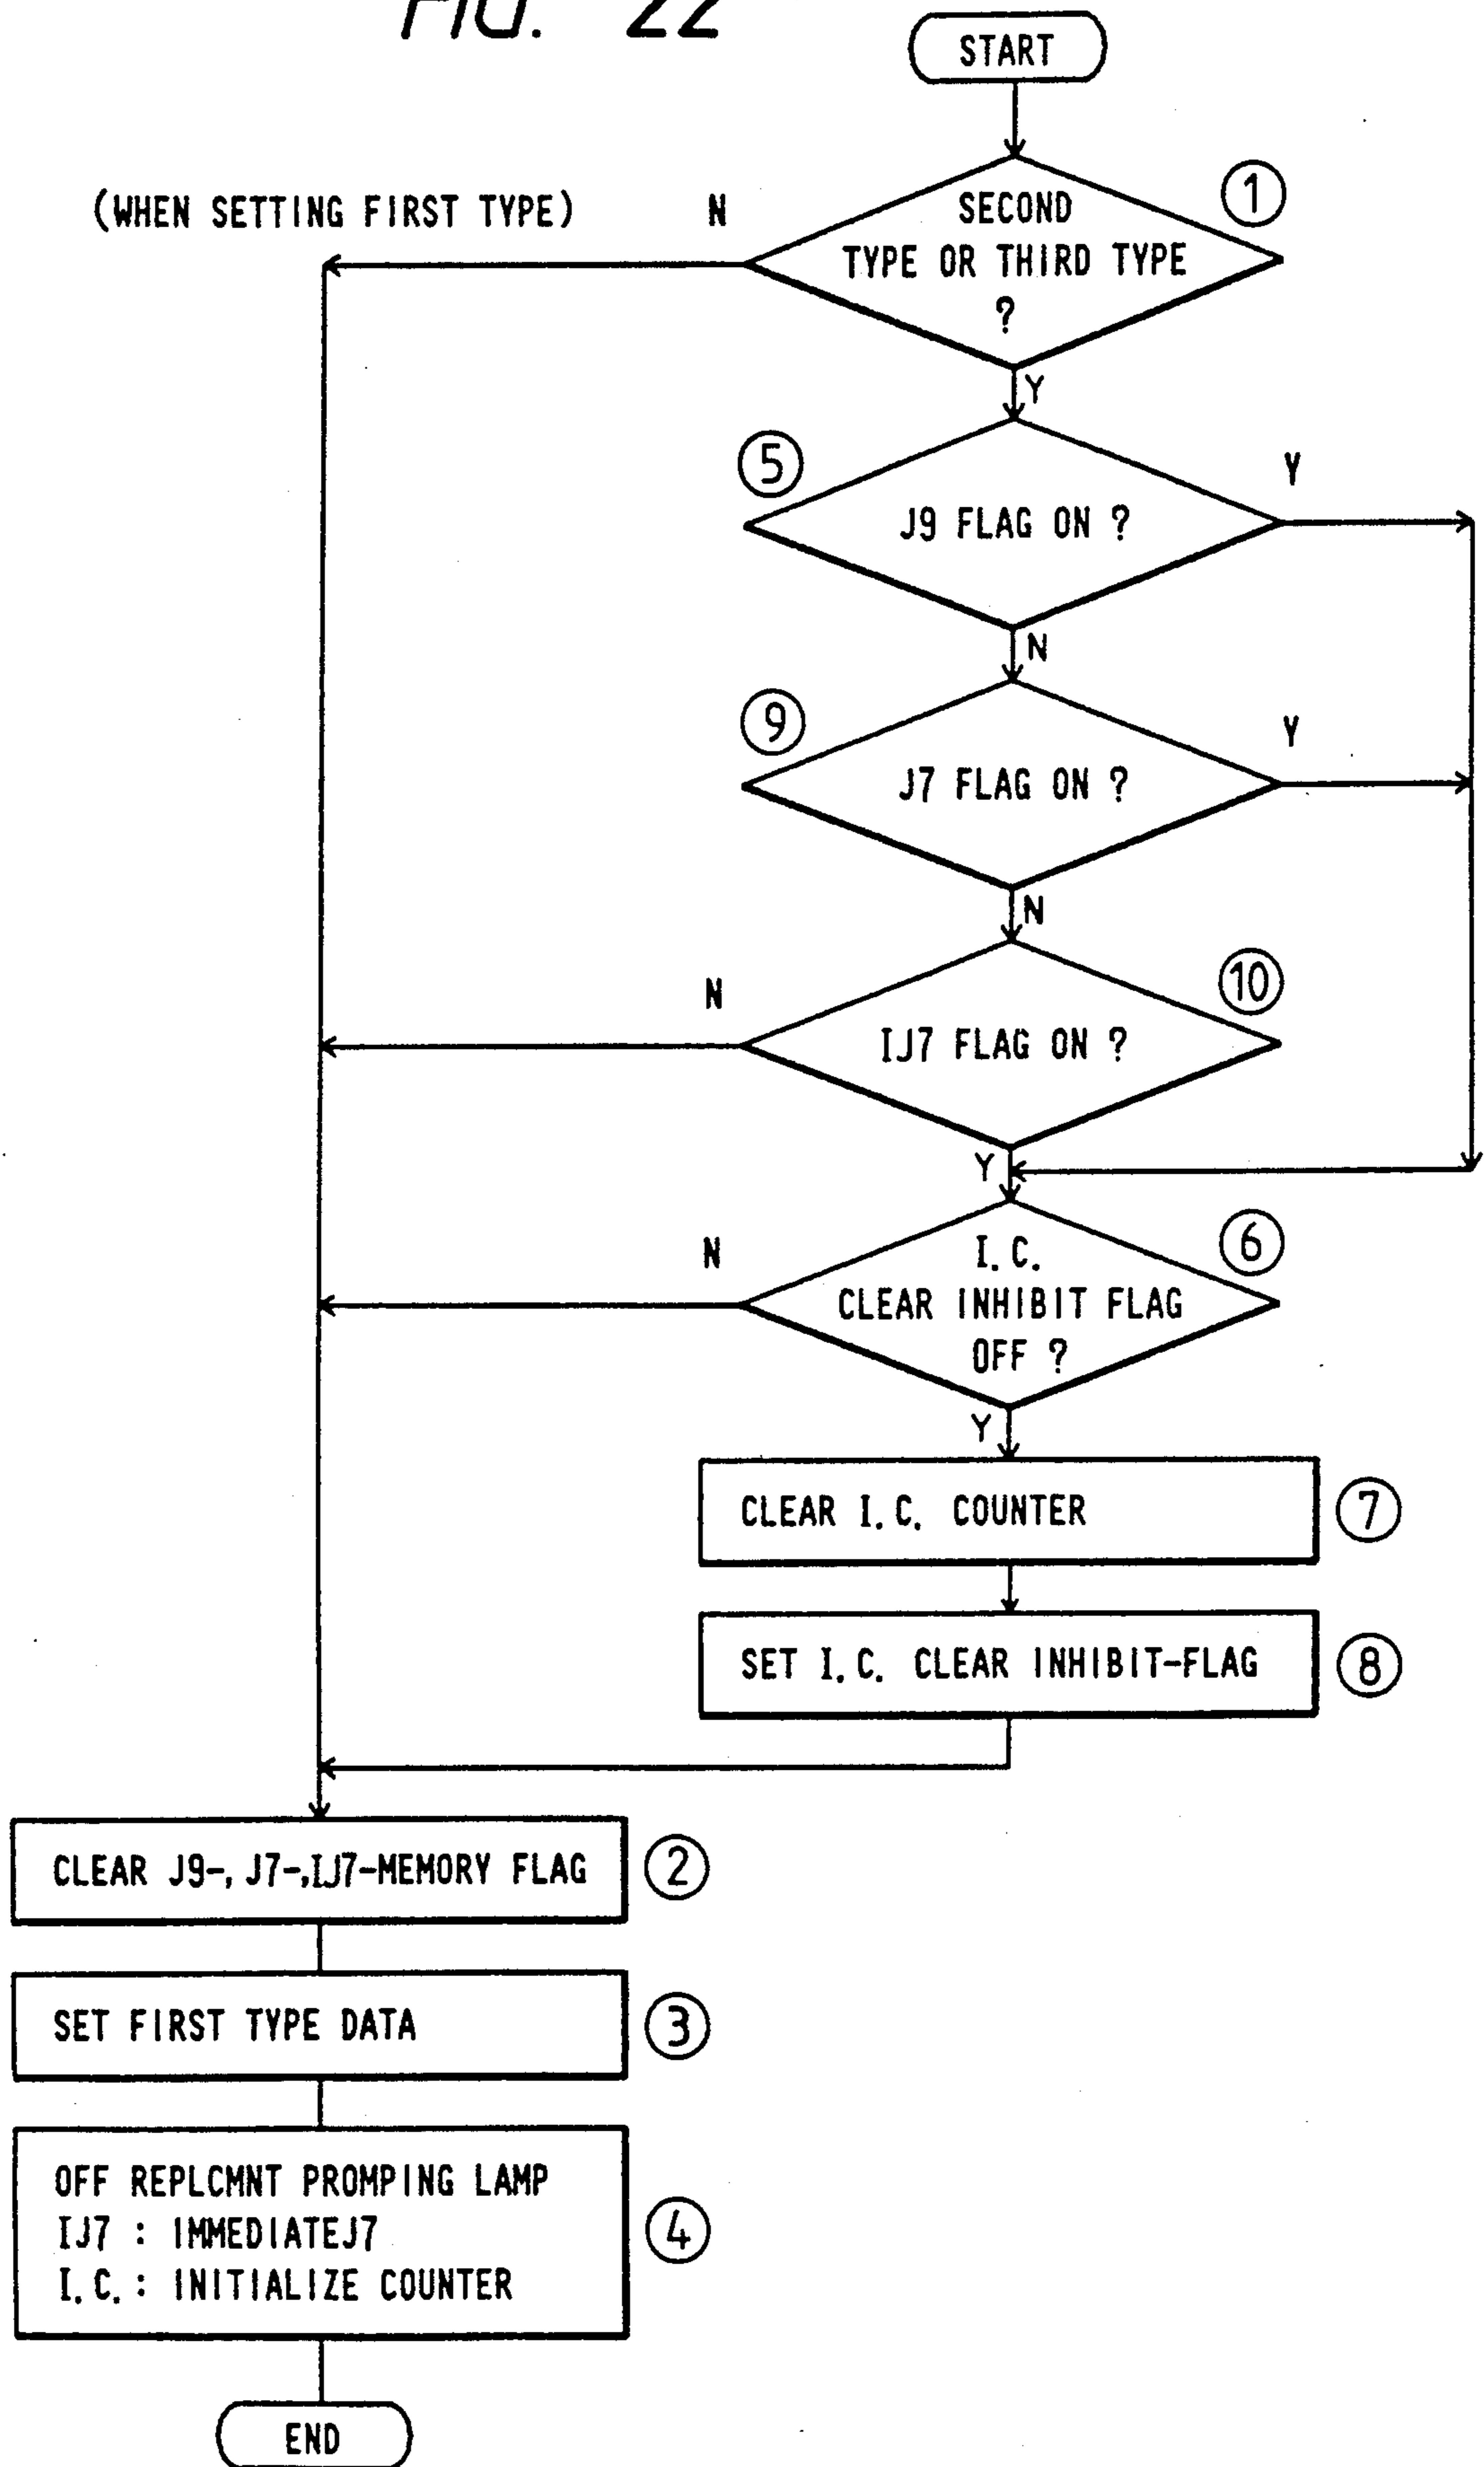 FIG. 22
START
(WHEN SETTING FIRST TYPE)
N
1
SECOND
TYPE OR THIRD TYPE
?
Y
5
J9 FLAG ON ?
Y
N
9
J7 FLAG ON ?
Y
N
10
IJ7 FLAG ON ?
N
Y
6
I.C.
CLEAR INHIBIT FLAG
OFF ?
N
Y
CLEAR I.C. COUNTER
7
SET I.C. CLEAR INHIBIT-FLAG
8
CLEAR J9-, J7-,IJ7-MEMORY FLAG
2
SET FIRST TYPE DATA
3
OFF REPLCMNT PROMPING LAMP
IJ7 : IMMEDIATEJ7
I.C. : INITIALIZE COUNTER
4
END